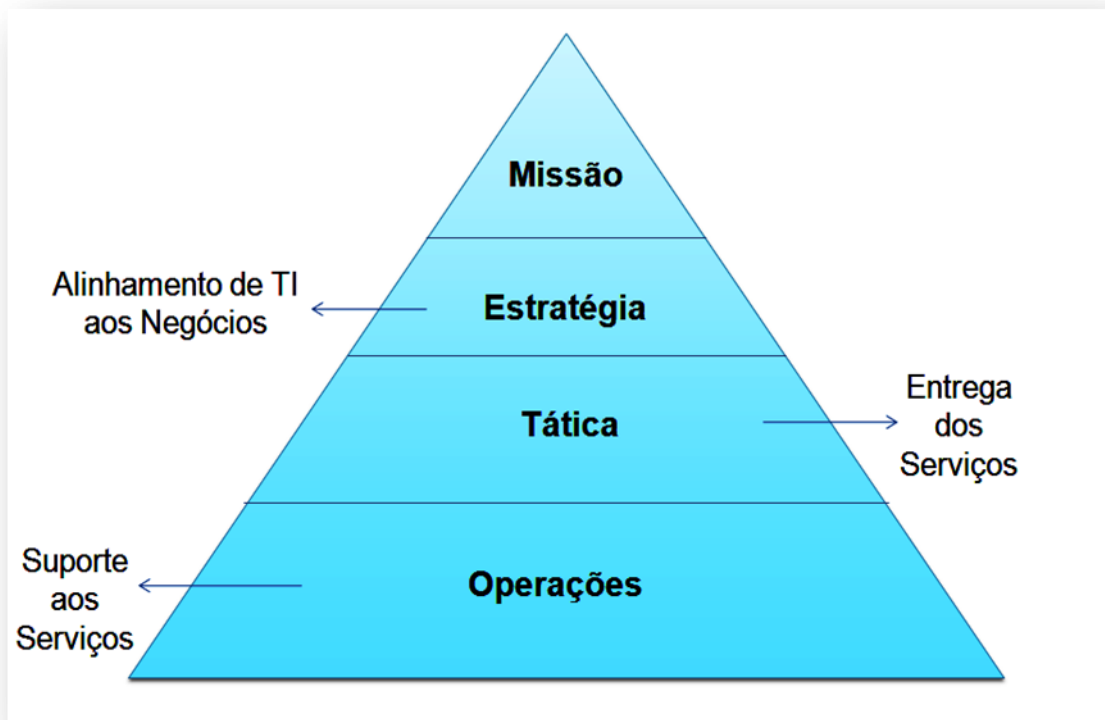 Missão
Alinhamento de TI
aos Negócios
Estratégia
Tática
Entrega
dos
Serviços
Suporte
aos
Serviços
Operações